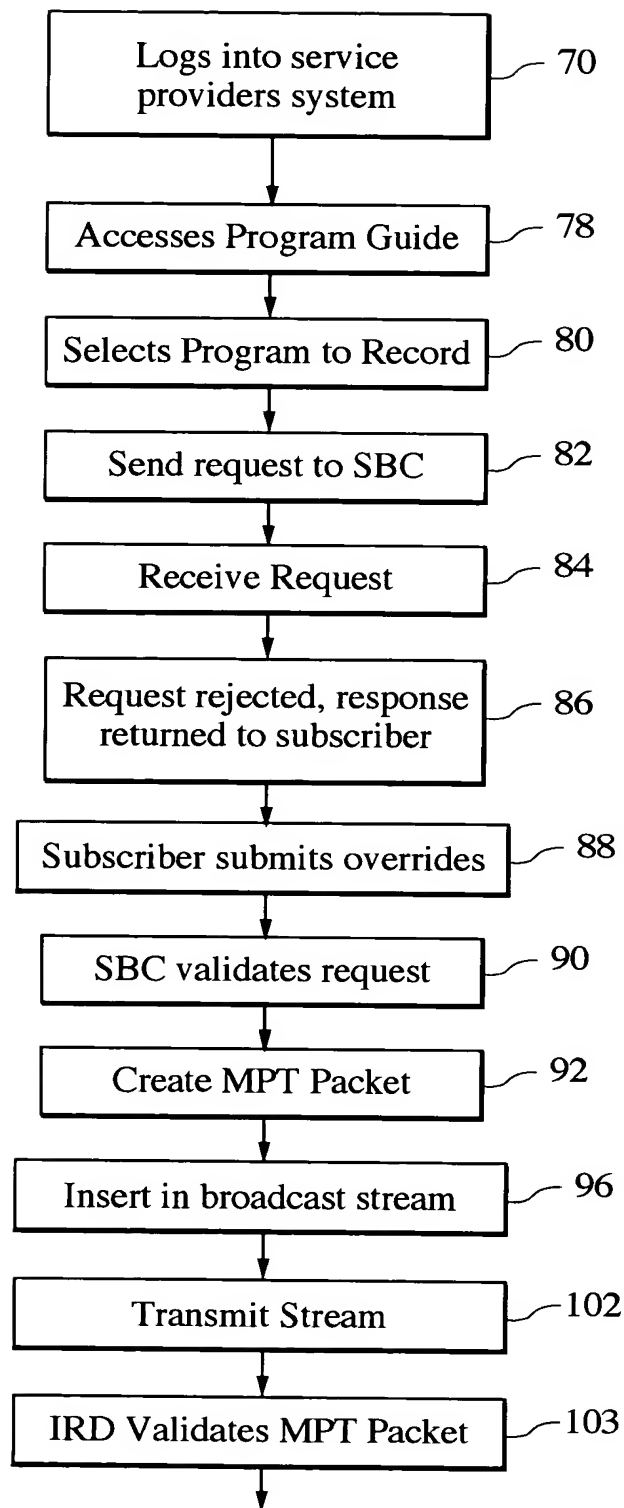 Logs into service
providers system
70
Accesses Program Guide
78
Selects Program to Record
80
Send request to SBC
82
Receive Request
84
Request rejected, response
returned to subscriber
86
Subscriber submits overrides
88
SBC validates request
90
Create MPT Packet
92
Insert in broadcast stream
96
Transmit Stream
102
IRD Validates MPT Packet
103